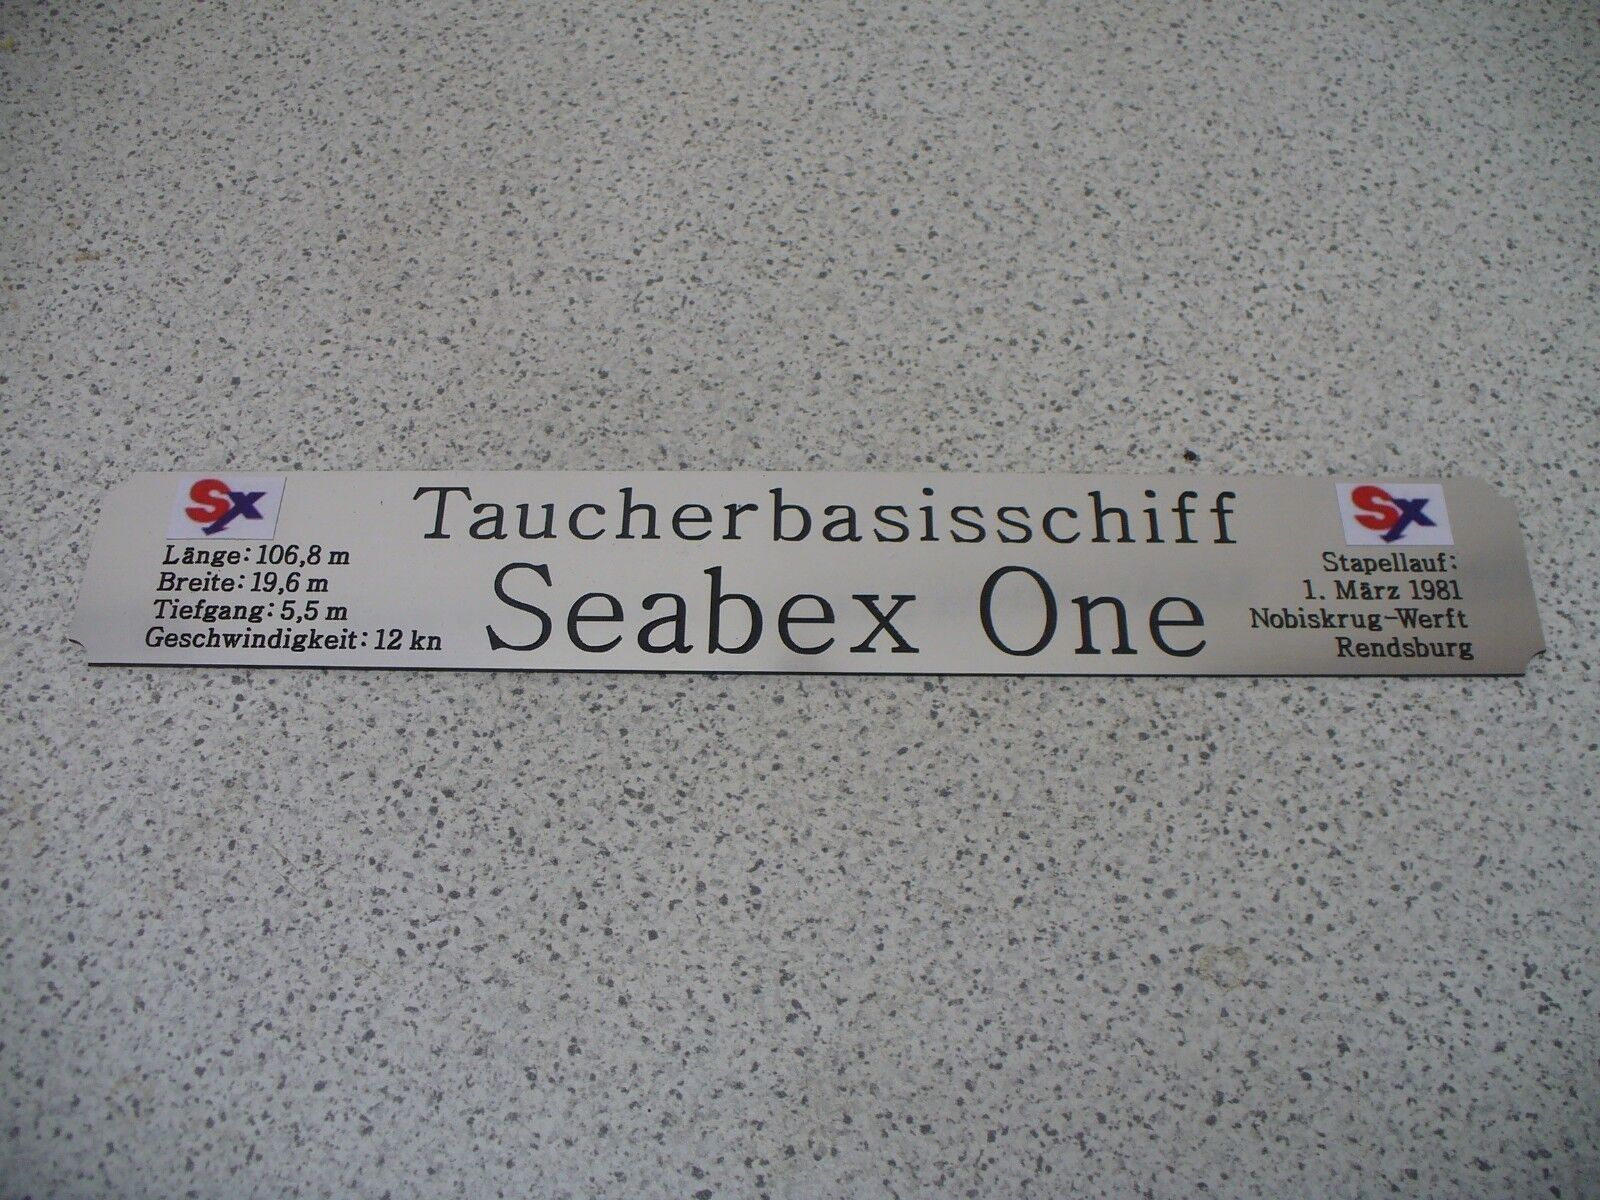 SX
Länge: 106,8 m
Breite: 19,6 m
Tiefgang: 5,5 m
Geschwindigkeit: 12 kn
Taucherbasisschiff
Seabex One
SX
Stapellauf:
1. März 1981
Nobiskrug-Werft
Rendsburg